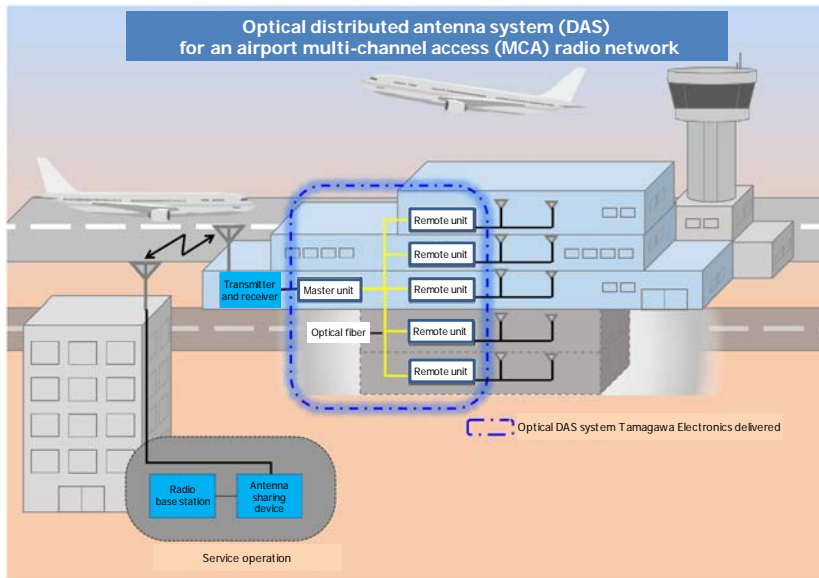 Optical distributed antenna system (DAS)
for an airport multi-channel access (MCA) radio network
Remote unit
Remote unit
Transmitter
and receiver
Master unit
Remote unit
Optical fiber
Remote unit
Remote unit
Optical DAS system Tamagawa Electronics delivered
Radio
base station
Antenna
sharing
device
Service operation